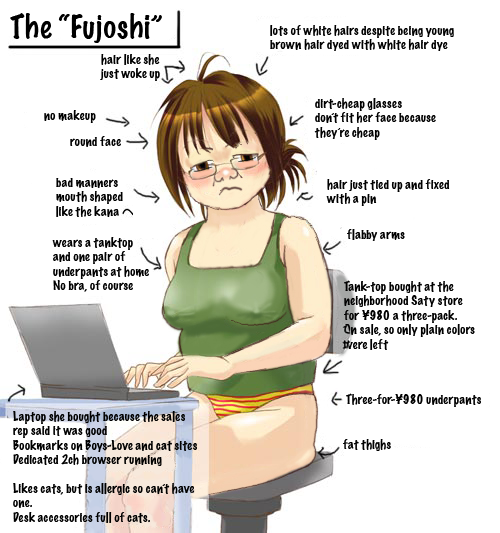 The "Fujoshi"
lots of white hairs despite being young
brown hair dyed with white hair dye
hair like she
just woke up
dirt-cheap glasses
don't fit her face because
they're cheap
no makeup
round face
bad manners
mouth shaped
like the kana へ
hair just tied up and fixed
with a pin
flabby arms
wears a tanktop
and one pair of
underpants at home
No bra, of course
Tank-top bought at the
neighborhood Saty store
for ¥980 a three-pack.
On sale, so only plain colors
were left
Three-for-¥980 underpants
Laptop she bought because the sales
rep said it was good
Bookmarks on Boys-Love and cat sites
Dedicated 2ch browser running
fat thighs
Likes cats, but is allergic so can't have
one.
Desk accessories full of cats.